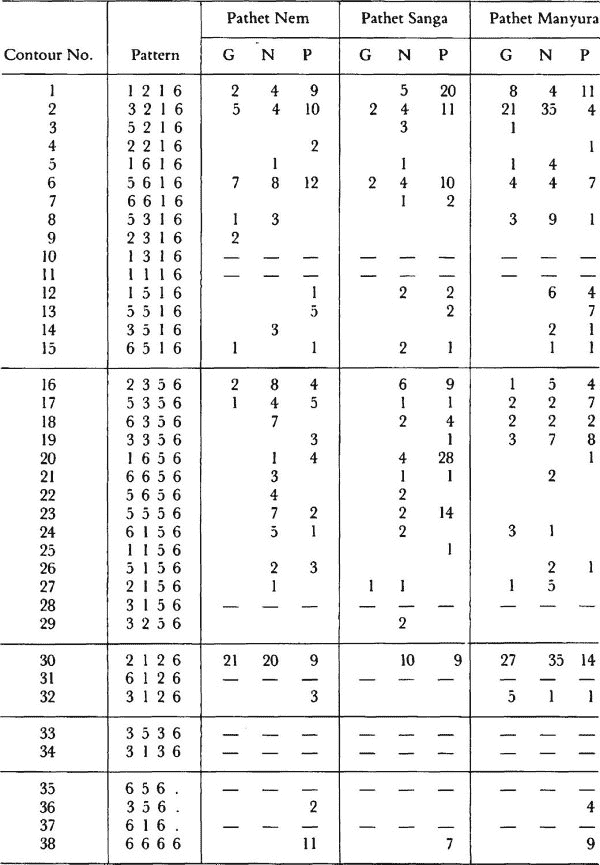 Pathet Nem Pathet Sanga Pathet Manyura
Contour No. Pattern G N P G N P G N P
1 1 2 1 6 2 4 9 5 20 8 4 11
2 3 2 1 6 5 4 10 2 4 11 21 35 4
3 5 2 1 6 3 1
4 2 2 1 6 2 1
5 1 6 1 6 1 1 1 4
6 5 6 1 6 7 8 12 2 4 10 4 4 7
7 6 6 1 6 1 2
8 5 3 1 6 1 3 3 9 1
9 2 3 1 6 2
10 1 3 1 6 — — — — — — — — —
11 1 1 1 6 — — — — — — — — —
12 1 5 1 6 1 2 2 6 4
13 5 5 1 6 5 2 7
14 3 5 1 6 3 2 1
15 6 5 1 6 1 1 2 1 1 1
16 2 3 5 6 2 8 4 6 9 1 5 4
17 5 3 5 6 1 4 5 1 1 2 2 7
18 6 3 5 6 7 2 4 2 2 2
19 3 3 5 6 3 1 3 7 8
20 1 6 5 6 1 4 4 28 1
21 6 6 5 6 3 1 1 2
22 5 6 5 6 4 2
23 5 5 5 6 7 2 2 14
24 6 1 5 6 5 1 2 3 1
25 1 1 5 6 1
26 5 1 5 6 2 3 2 1
27 2 1 5 6 1 1 1 1 5
28 3 1 5 6 — — — — — — — — —
29 3 2 5 6 2
30 2 1 2 6 21 20 9 10 9 27 35 14
31 6 1 2 6 — — — — — — — — —
32 3 1 2 6 3 5 1 1
33 3 5 3 6 — — — — — — — — —
34 3 1 3 6 — — — — — — — — —
35 6 5 6 . — — — — — — — — —
36 3 5 6 . 2 4
37 6 1 6 . — — — — — — — — —
38 6 6 6 6 11 7 9